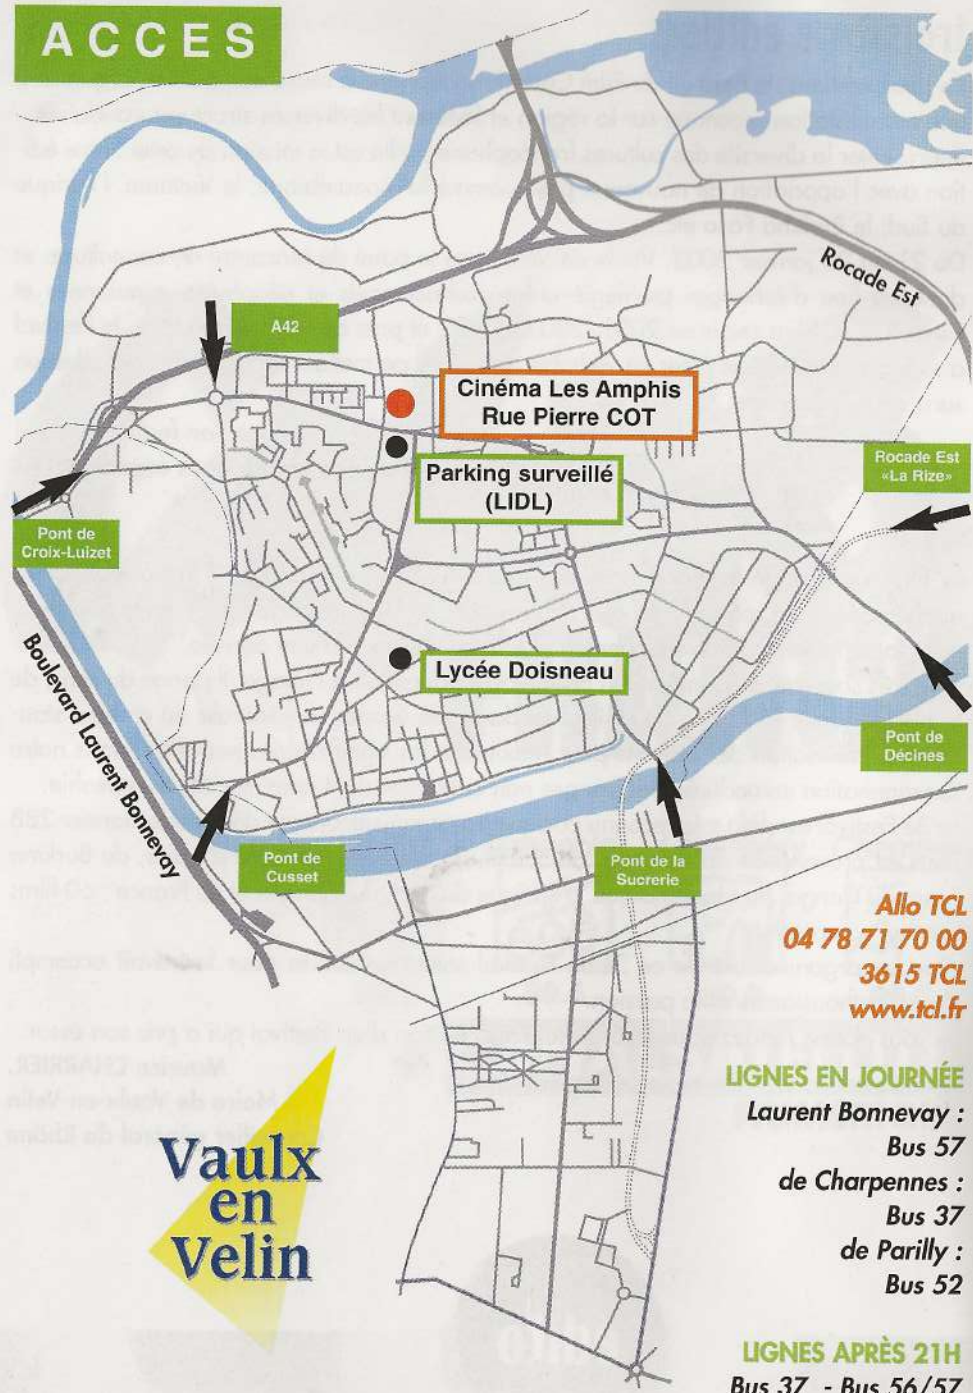 ACCES
Rocade Est
A42
Cinéma Les Amphis
Rue Pierre COT
Parking surveillé
(LIDL)
Rocade Est
«La Rize»
Pont de
Croix-Luizet
Boulevard Laurent Bonnevay
Lycée Doisneau
Pont de
Décines
Pont de
Cusset
Pont de la
Sucrerie
Allo TCL
04 78 71 70 00
3615 TCL
www.tcl.fr
LIGNES EN JOURNÉE
Laurent Bonnevay :
Bus 57
de Charpennes :
Bus 37
de Parilly :
Bus 52
Vaulx
en
Velin
LIGNES APRÈS 21H
Bus 37 - Bus 56/57